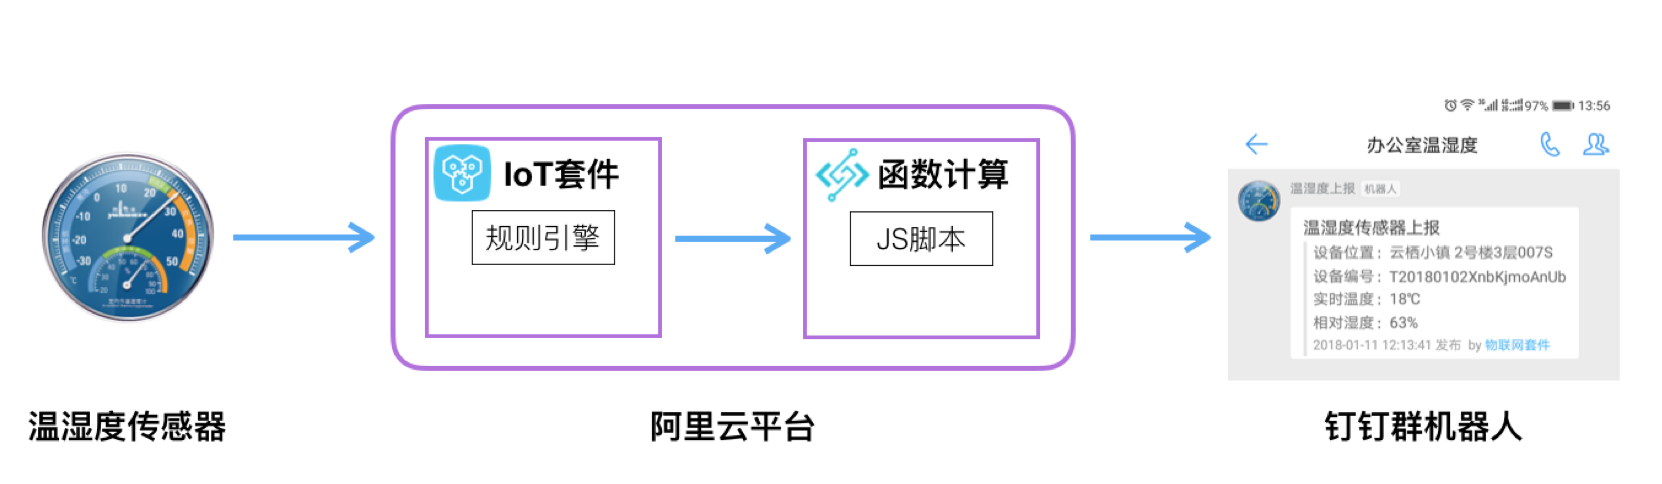 10
0
20
-10
30
-20
40
-30
50
℃
IoT套件
规则引擎
函数计算
JS脚本
97% 13:56
办公室温湿度
温湿度上报 机器人
温湿度传感器上报
设备位置：云栖小镇 2号楼3层007S
设备编号：T20180102XnbKjmoAnUb
实时温度：18℃
相对湿度：63%
2018-01-11 12:13:41 发布 by 物联网套件
温湿度传感器
阿里云平台
钉钉群机器人